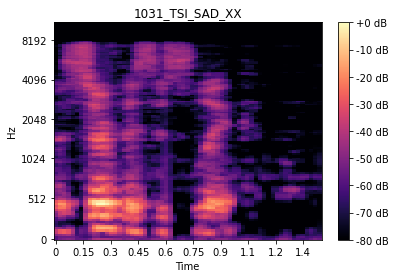 1031_TSI_SAD_XX
Hz
8192
4096
2048
1024
512
0
0 0.15 0.3 0.45 0.6 0.75 0.9 1.1 1.2 1.4
Time
+0 dB
-10 dB
-20 dB
-30 dB
-40 dB
-50 dB
-60 dB
-70 dB
-80 dB